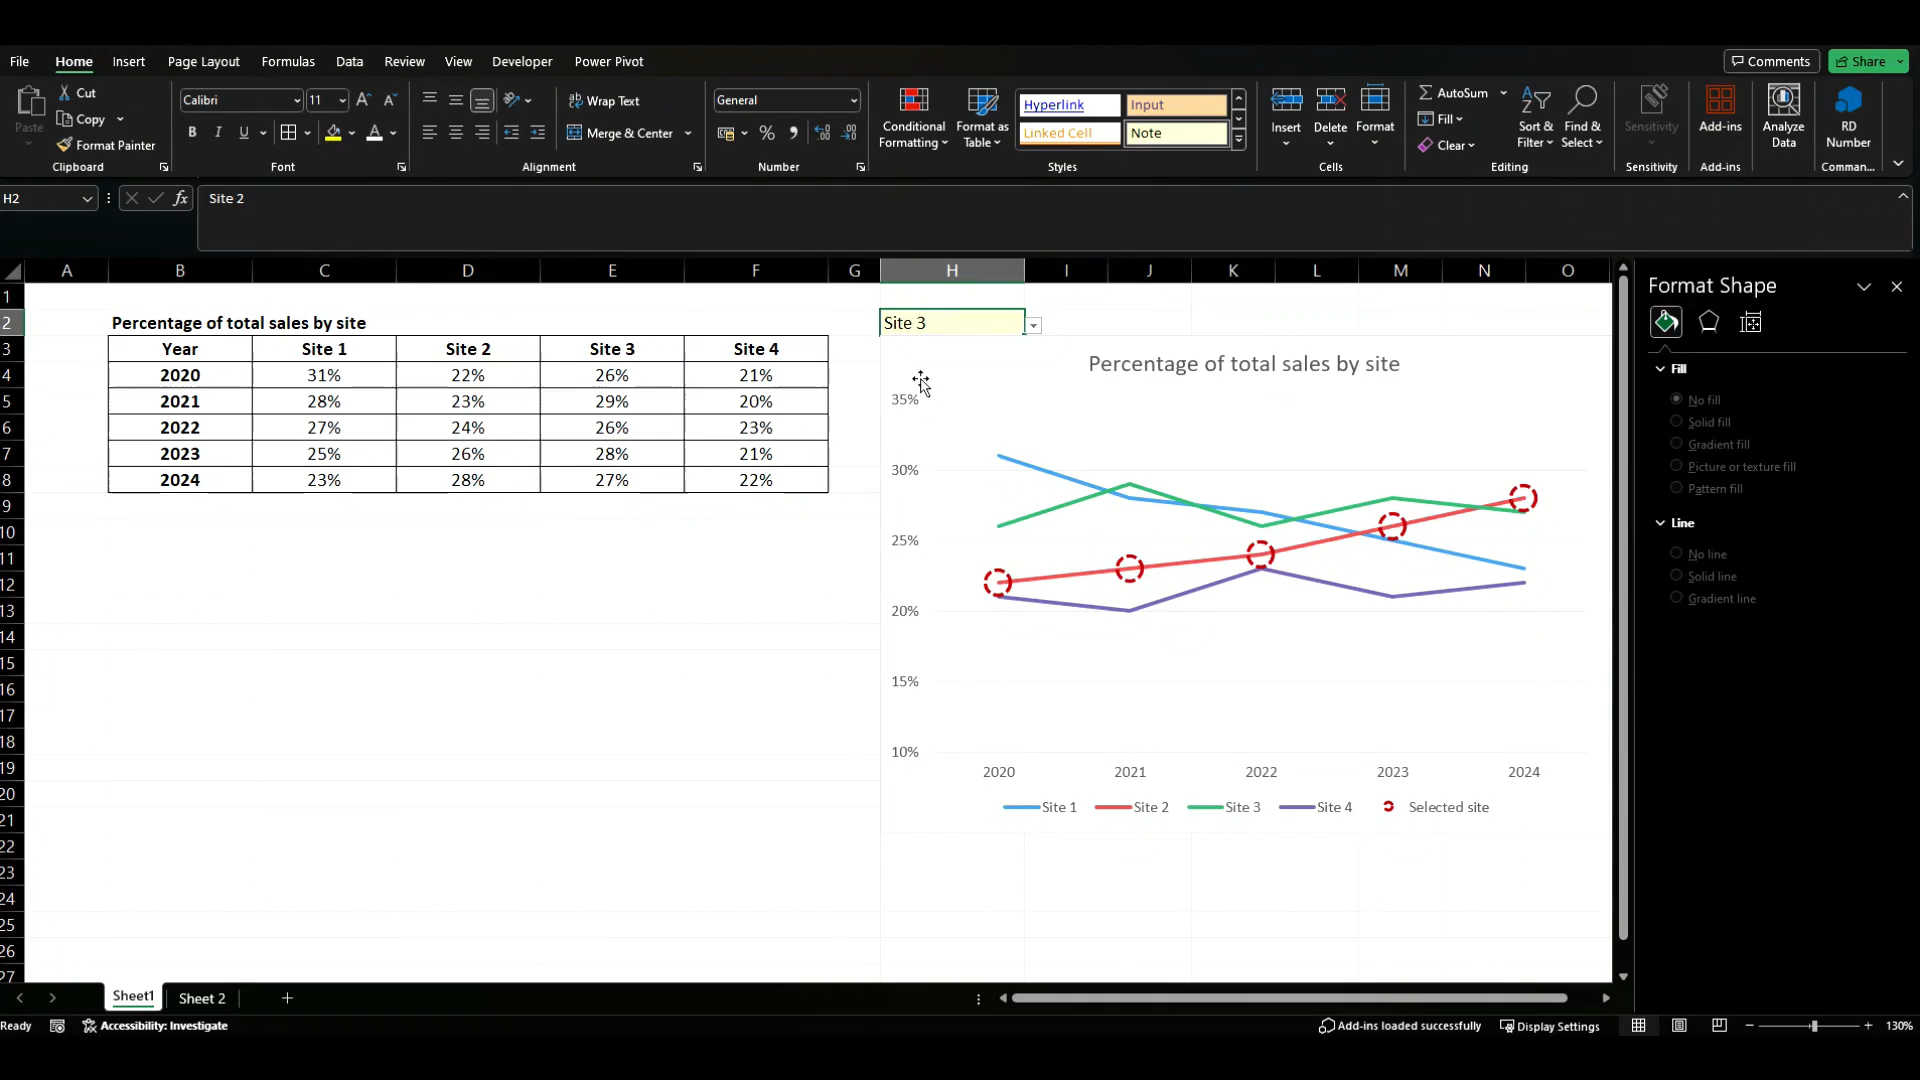 File Home Insert Page Layout Formulas Data Review View Developer Power Pivot Comments Share
Paste
Cut
Copy
Format Painter
Clipboard
Calibri 11
B I U
Font
Wrap Text
Merge & Center
Alignment
General
%
Number
Conditional
Formatting
Format as
Table
Hyperlink Input
Linked Cell Note
Styles
Insert Delete Format
Cells
AutoSum
Fill
Clear
Sort &
Filter
Find &
Select
Editing
Sensitivity
Sensitivity
Add-ins
Add-ins
Analyze
Data
RD
Number
Comman...
H2 fx Site 2
A B C D E F G H I J K L M N O
1
2 Percentage of total sales by site Site 3
3 Year Site 1 Site 2 Site 3 Site 4
4 2020 31% 22% 26% 21%
5 2021 28% 23% 29% 20%
6 2022 27% 24% 26% 23%
7 2023 25% 26% 28% 21%
8 2024 23% 28% 27% 22%
9
10
11
12
13
14
15
16
17
18
19
20
21
22
23
24
25
26
27
Percentage of total sales by site
35%
30%
25%
20%
15%
10%
2020 2021 2022 2023 2024
Site 1 Site 2 Site 3 Site 4 Selected site
Format Shape
Fill
No fill
Solid fill
Gradient fill
Picture or texture fill
Pattern fill
Line
No line
Solid line
Gradient line
Sheet1 Sheet 2
Ready Accessibility: Investigate Add-ins loaded successfully Display Settings 130%